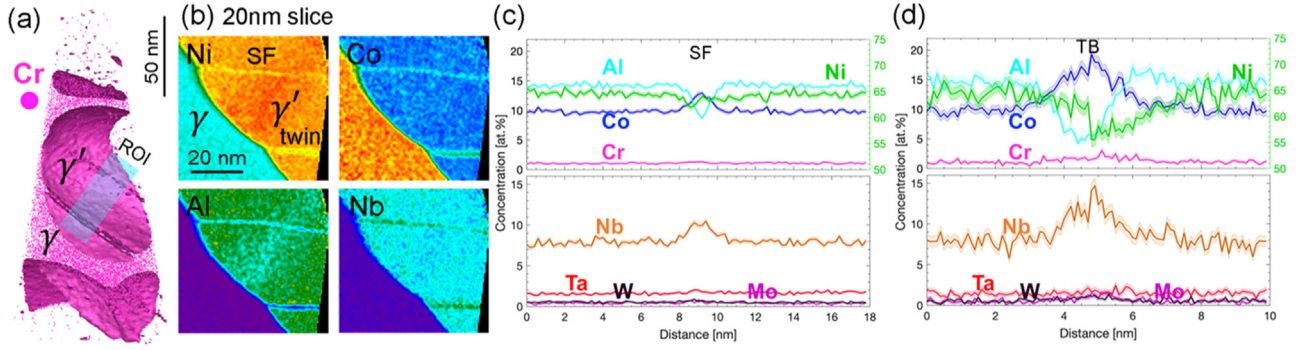 (a)
50 nm
Cr
γ'
ROI
γ
(b) 20nm slice
Ni
SF
γ
γ'
twin
20 nm
Co
Al
Nb
(c)
SF
Al
Ni
Co
Cr
Nb
Ta
W
Mo
Concentration [at.%]
20
15
10
5
0
75
70
65
60
55
50
15
10
5
0
0 2 4 6 8 10 12 14 16 18
Distance [nm]
(d)
TB
Al
Ni
Co
Cr
Nb
Ta
W
Mo
Concentration [at.%]
20
15
10
5
0
75
70
65
60
55
50
15
10
5
0
0 2 4 6 8 10
Distance [nm]